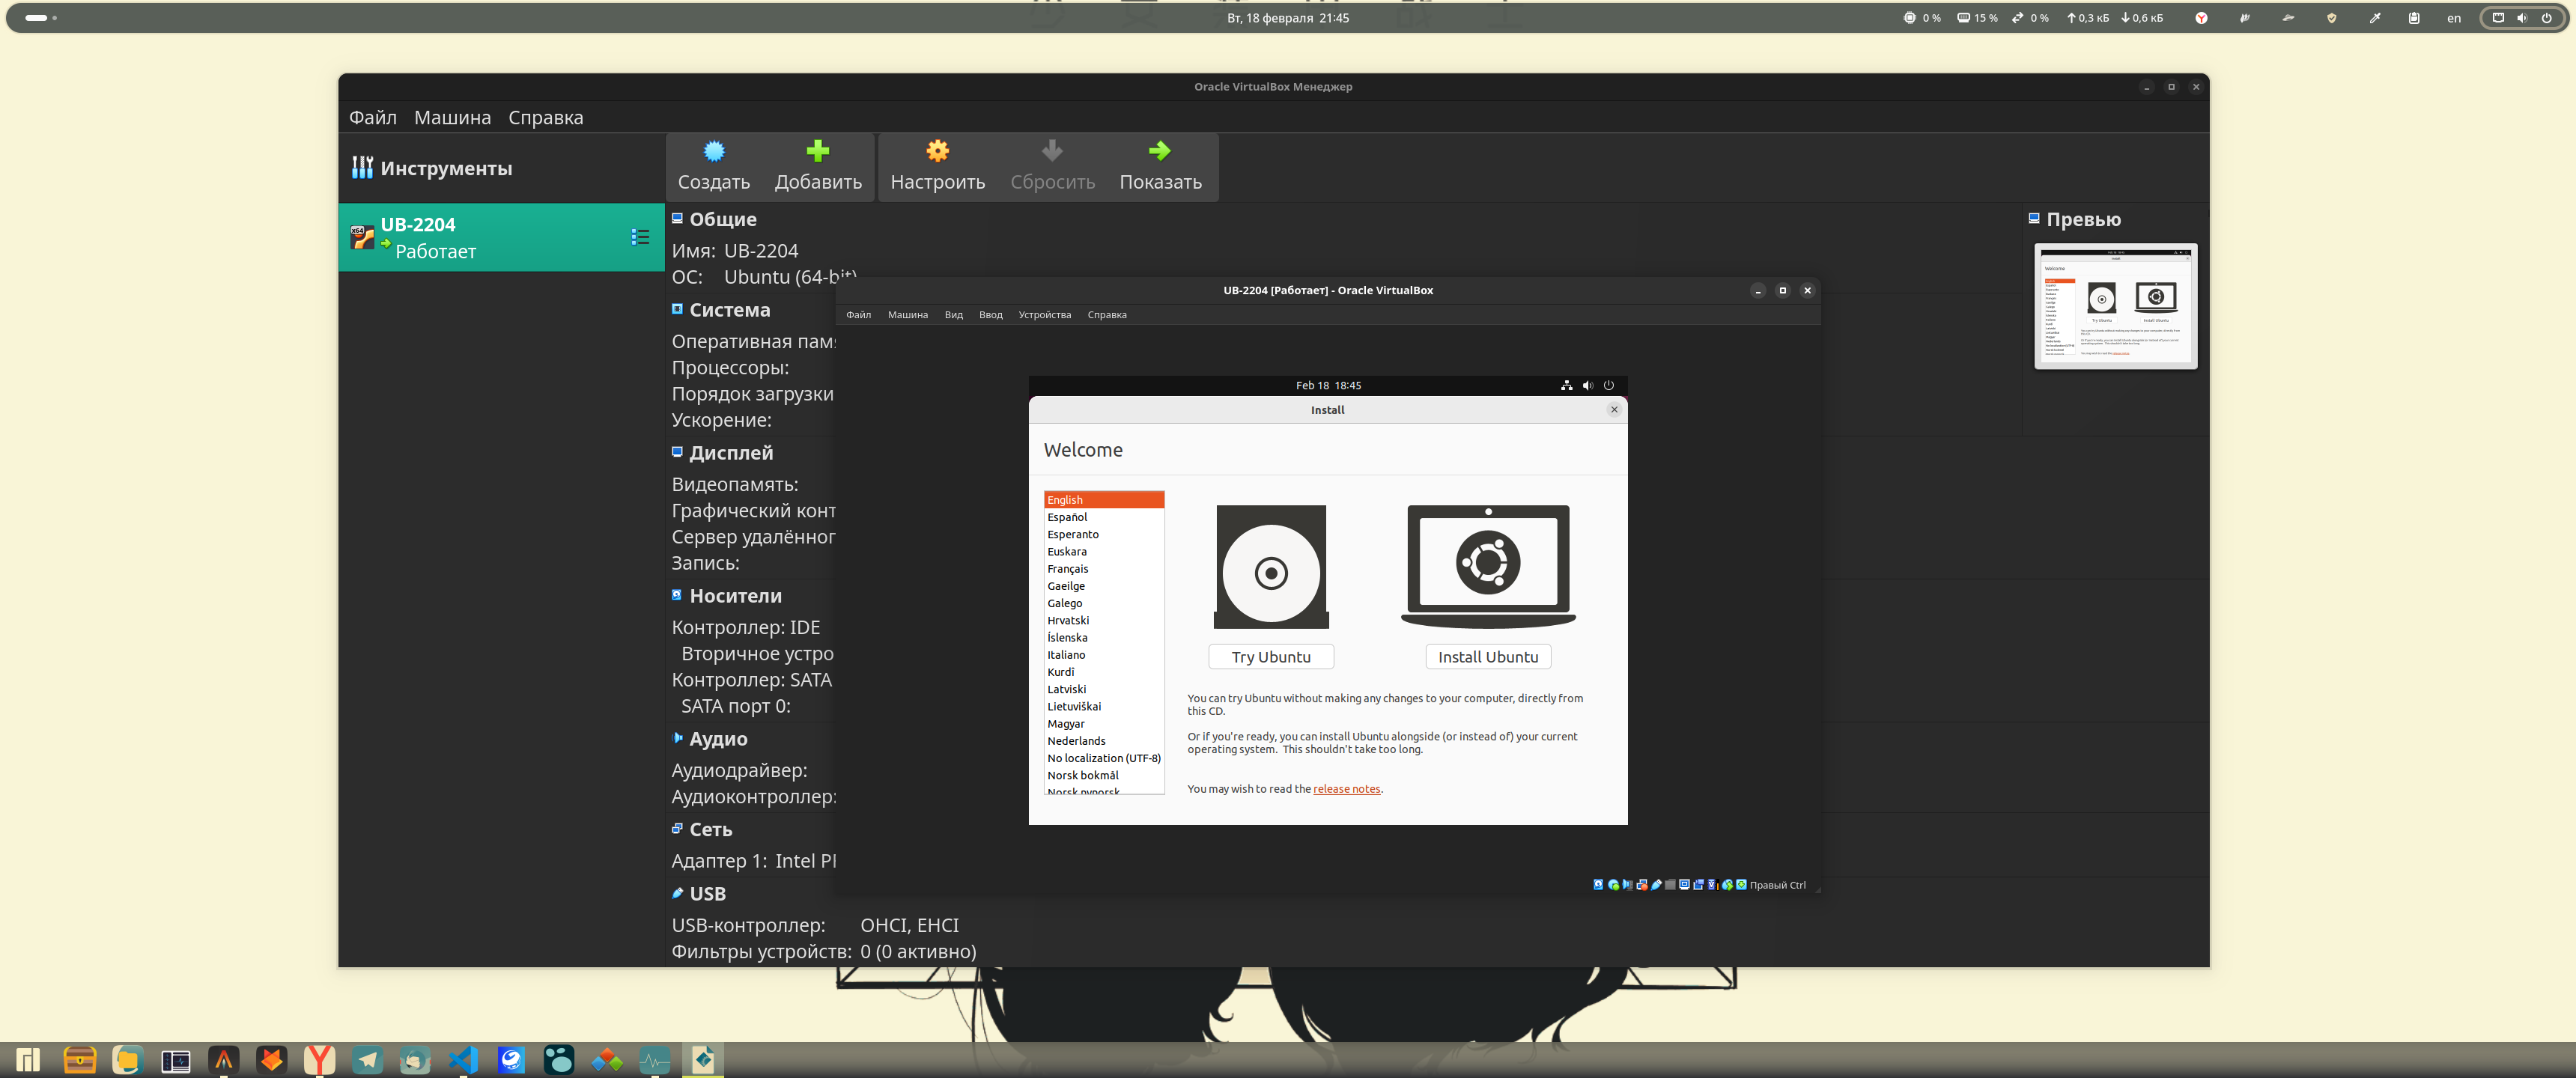 Вт, 18 февраля 21:45
0 % 15 % 0 % 0,3 кБ 0,6 кБ en
Oracle VirtualBox Менеджер
Файл Машина Справка
Инструменты
Создать Добавить Настроить Сбросить Показать
UB-2204
Работает
Общие
Имя: UB-2204
ОС: Ubuntu (64-bit)
Система
Оперативная
Процессоры:
Порядок загрузки
Ускорение:
Дисплей
Видеопамять:
Графический
Сервер
Запись:
Носители
Контроллер: IDE
Вторичное
Контроллер: SATA
SATA порт 0:
Аудио
Аудиодрайвер:
Аудиоконтроллер:
Сеть
Адаптер 1: Intel
USB
USB-контроллер: OHCI, EHCI
Фильтры устройств: 0 (0 активно)
Превью
Welcome
Try Ubuntu Install Ubuntu
UB-2204 [Работает] - Oracle VirtualBox
Файл Машина Вид Ввод Устройства Справка
Feb 18 18:45
Install
Welcome
English
Español
Esperanto
Euskara
Français
Gaeilge
Galego
Hrvatski
Íslenska
Italiano
Kurdî
Latviski
Lietuviškai
Magyar
Nederlands
No localization (UTF-8)
Norsk bokmål
Norsk nynorsk
Try Ubuntu
Install Ubuntu
You can try Ubuntu without making any changes to your computer, directly from
this CD.
Or if you're ready, you can install Ubuntu alongside (or instead of) your current
operating system. This shouldn't take too long.
You may wish to read the release notes.
Правый Ctrl